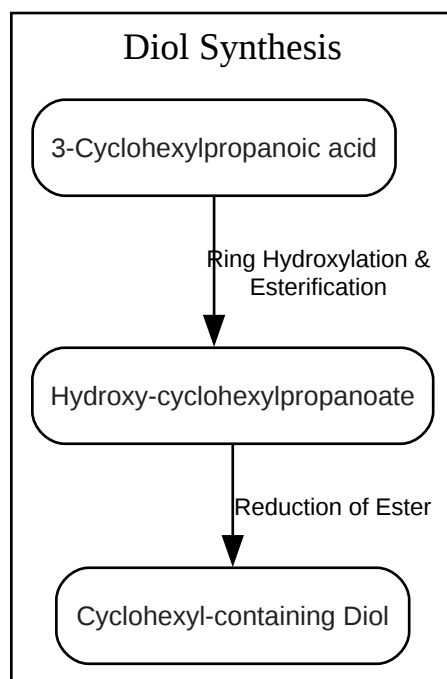 Diol Synthesis
3-Cyclohexylpropanoic acid
Ring Hydroxylation &
Esterification
Hydroxy-cyclohexylpropanoate
Reduction of Ester
Cyclohexyl-containing Diol